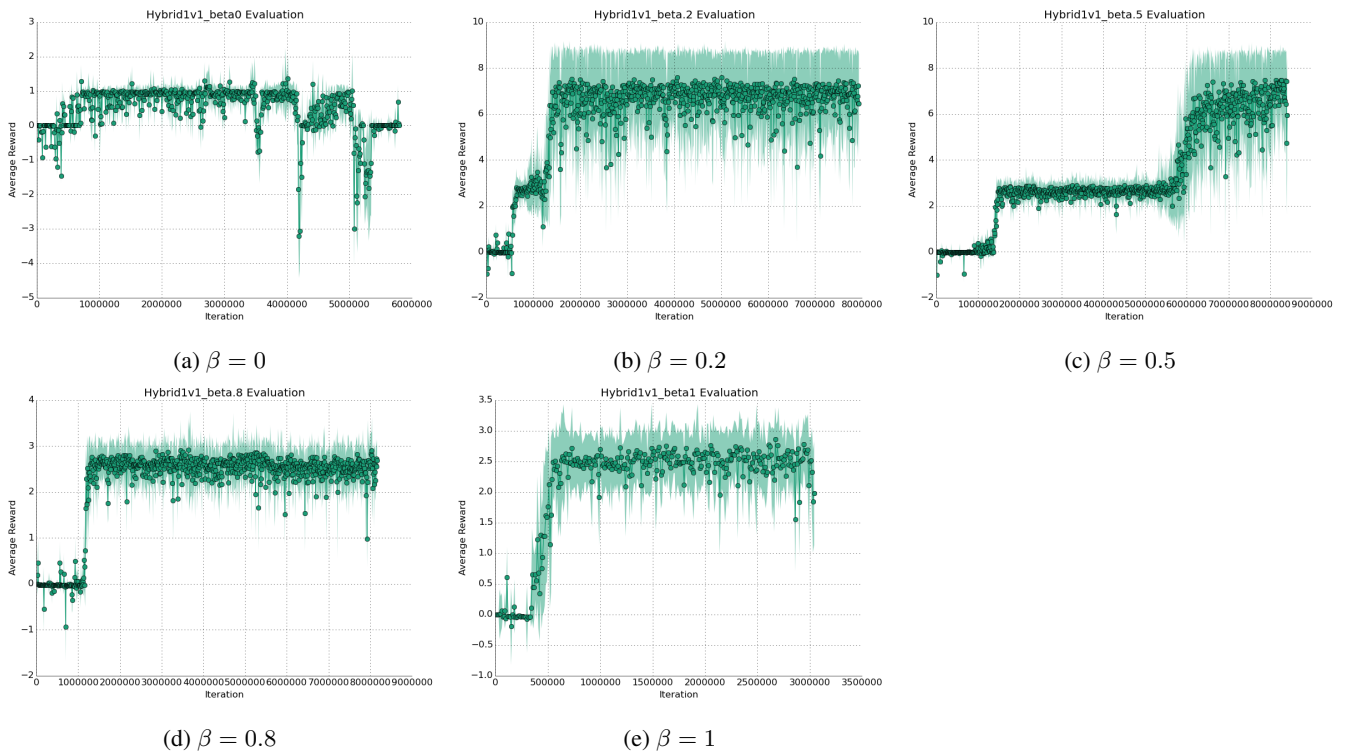 Hybrid1v1_beta0 Evaluation
Average Reward
3
2
1
0
−1
−2
−3
−4
−5
0 1000000 2000000 3000000 4000000 5000000 6000000
Iteration
(a) β = 0
Hybrid1v1_beta.2 Evaluation
Average Reward
10
8
6
4
2
0
−2
0 1000000 2000000 3000000 4000000 5000000 6000000 7000000 8000000
Iteration
(b) β = 0.2
Hybrid1v1_beta.5 Evaluation
Average Reward
10
8
6
4
2
0
−2
0 1000000 2000000 3000000 4000000 5000000 6000000 7000000 8000000 9000000
Iteration
(c) β = 0.5
Hybrid1v1_beta.8 Evaluation
Average Reward
4
3
2
1
0
−1
−2
0 1000000 2000000 3000000 4000000 5000000 6000000 7000000 8000000 9000000
Iteration
(d) β = 0.8
Hybrid1v1_beta1 Evaluation
Average Reward
3.5
3.0
2.5
2.0
1.5
1.0
0.5
0.0
−0.5
−1.0
0 500000 1000000 1500000 2000000 2500000 3000000 3500000
Iteration
(e) β = 1